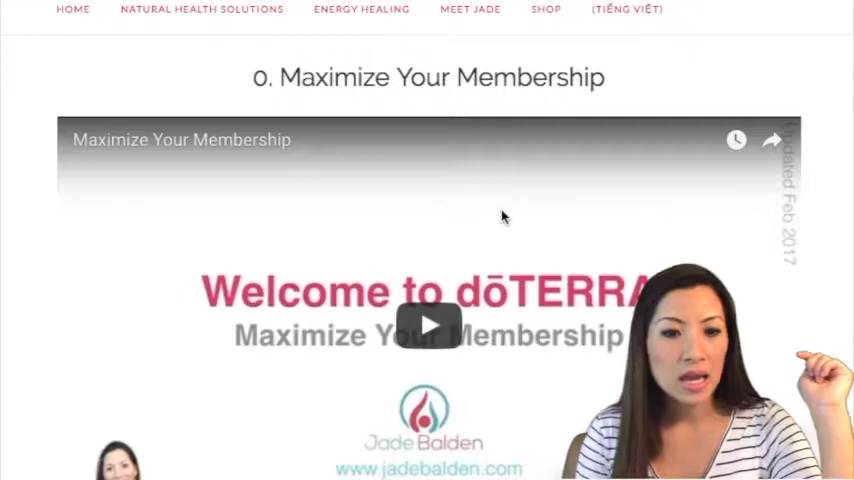 HOME NATURAL HEALTH SOLUTIONS ENERGY HEALING MEET JADE SHOP (TIẾNG VIỆT)
0. Maximize Your Membership
Maximize Your Membership
Updated Feb 2017
Welcome to dōTERRA
Maximize Your Membership
Jade Balden
www.jadebalden.com